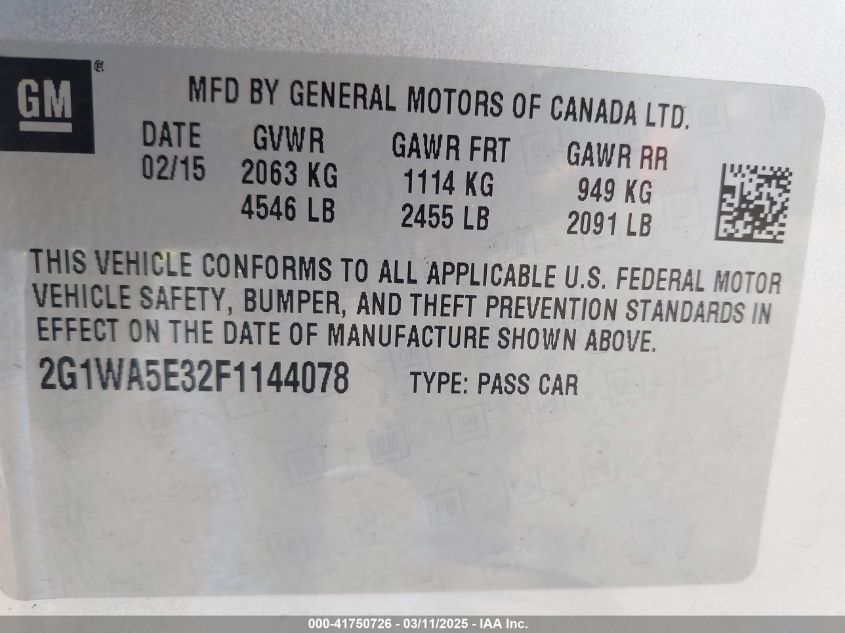 GM®
MFD BY GENERAL MOTORS OF CANADA LTD.
DATE GVWR GAWR FRT GAWR RR
02/15 2063 KG 1114 KG 949 KG
4546 LB 2455 LB 2091 LB
THIS VEHICLE CONFORMS TO ALL APPLICABLE U.S. FEDERAL MOTOR
VEHICLE SAFETY, BUMPER, AND THEFT PREVENTION STANDARDS IN
EFFECT ON THE DATE OF MANUFACTURE SHOWN ABOVE.
2G1WA5E32F1144078 TYPE: PASS CAR
000-41750726 - 03/11/2025 - IAA Inc.